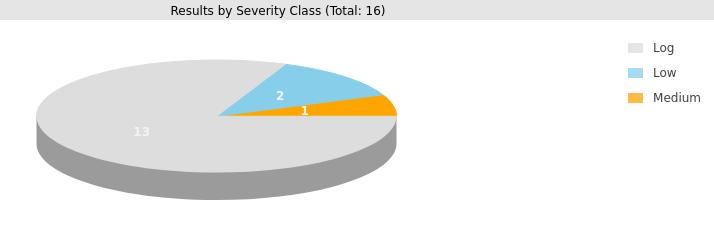 Results by Severity Class (Total: 16)
Log
Low
Medium
2
1
13